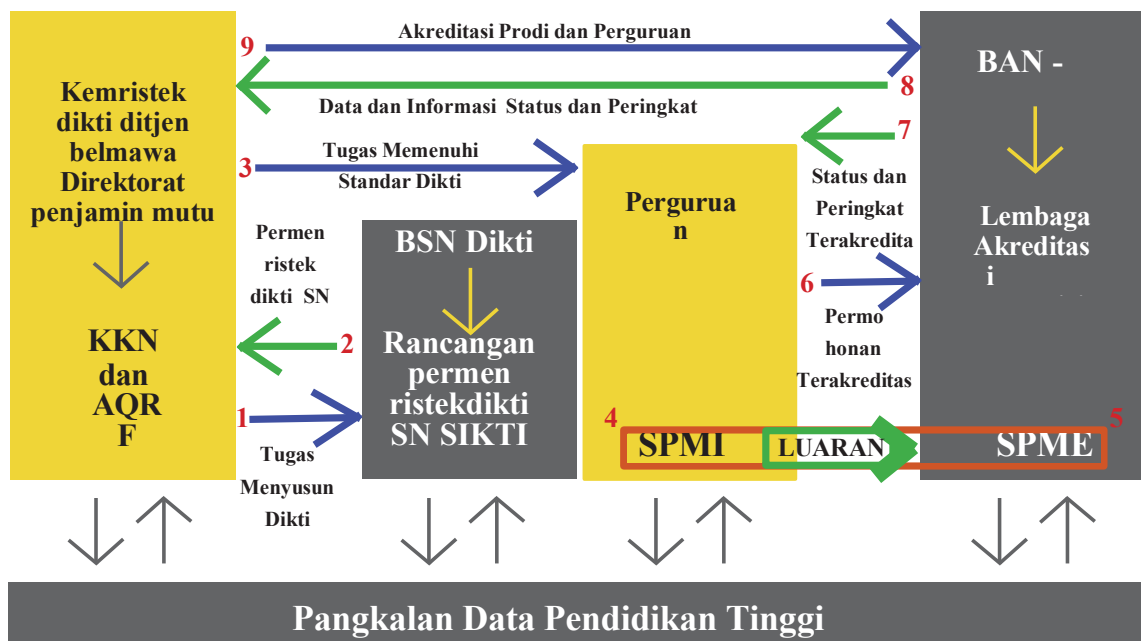 9
Akreditasi Prodi dan Perguruan
8
Data dan Informasi Status dan Peringkat
Kemristek
dikti ditjen
belmawa
Direktorat
penjamin mutu
KKN
dan
AQR
F
3
Tugas Memenuhi
Standar Dikti
Permen
ristek
dikti SN
2
1
Tugas
Menyusun
Dikti
BSN Dikti
Rancangan
permen
ristekdikti
SN SIKTI
Pergurua
n
4
SPMI
LUARAN
7
Status dan
Peringkat
Terakredita
6
Permo
honan
Terakreditas
BAN -
Lembaga
Akreditas
i
5
SPME
Pangkalan Data Pendidikan Tinggi